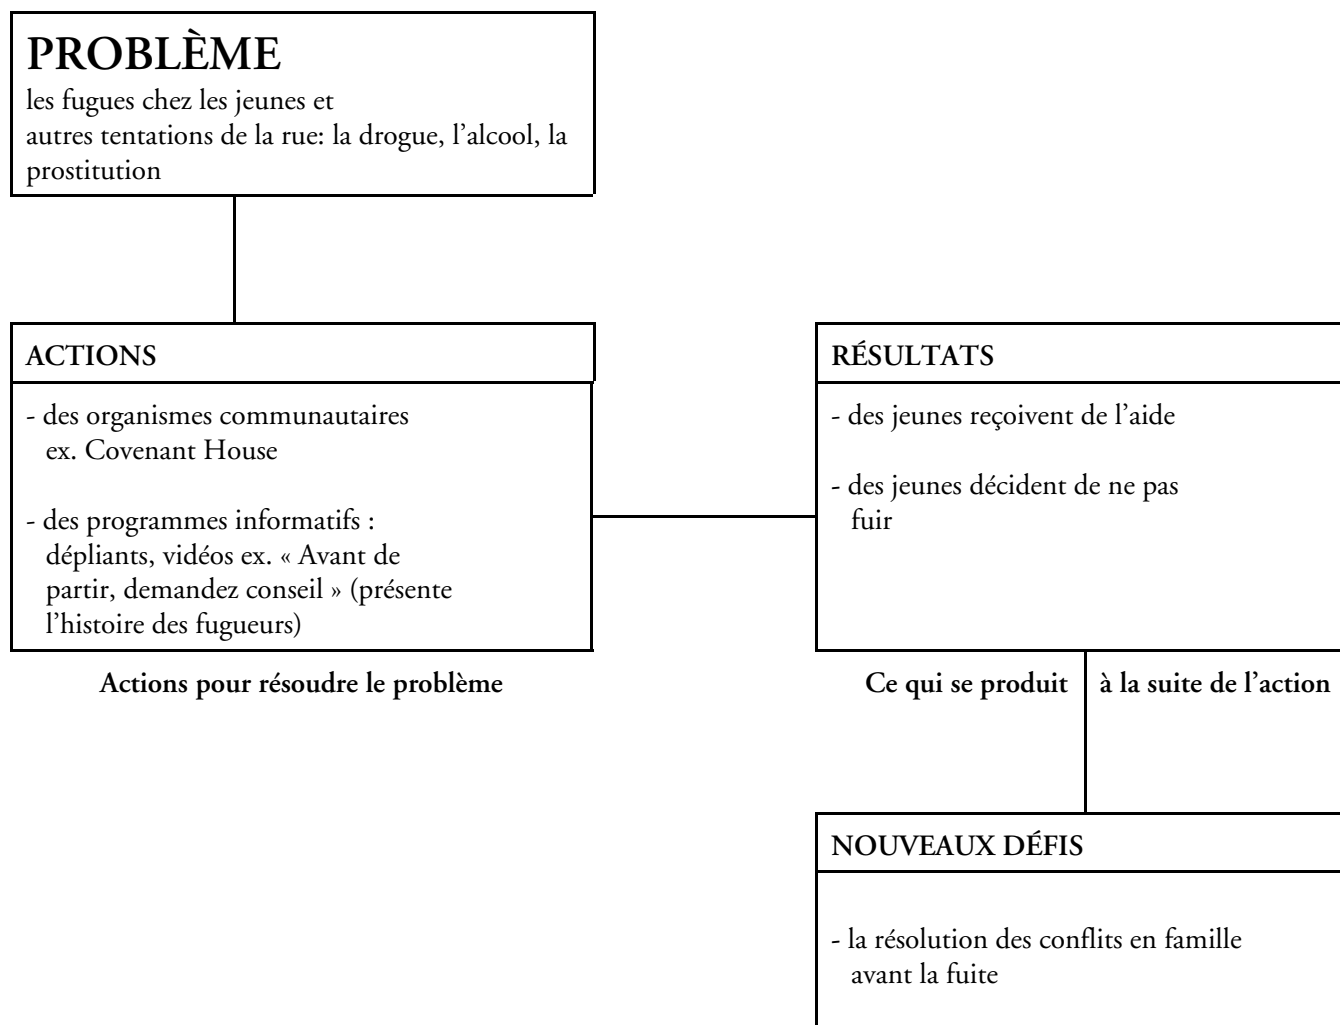 PROBLÈME
les fugues chez les jeunes et
autres tentations de la rue: la drogue, l’alcool, la
prostitution
ACTIONS
- des organismes communautaires
ex. Covenant House
- des programmes informatifs :
dépliants, vidéos ex. « Avant de
partir, demandez conseil » (présente
l’histoire des fugueurs)
Actions pour résoudre le problème
RÉSULTATS
- des jeunes reçoivent de l’aide
- des jeunes décident de ne pas
fuir
Ce qui se produit à la suite de l’action
NOUVEAUX DÉFIS
- la résolution des conflits en famille
avant la fuite